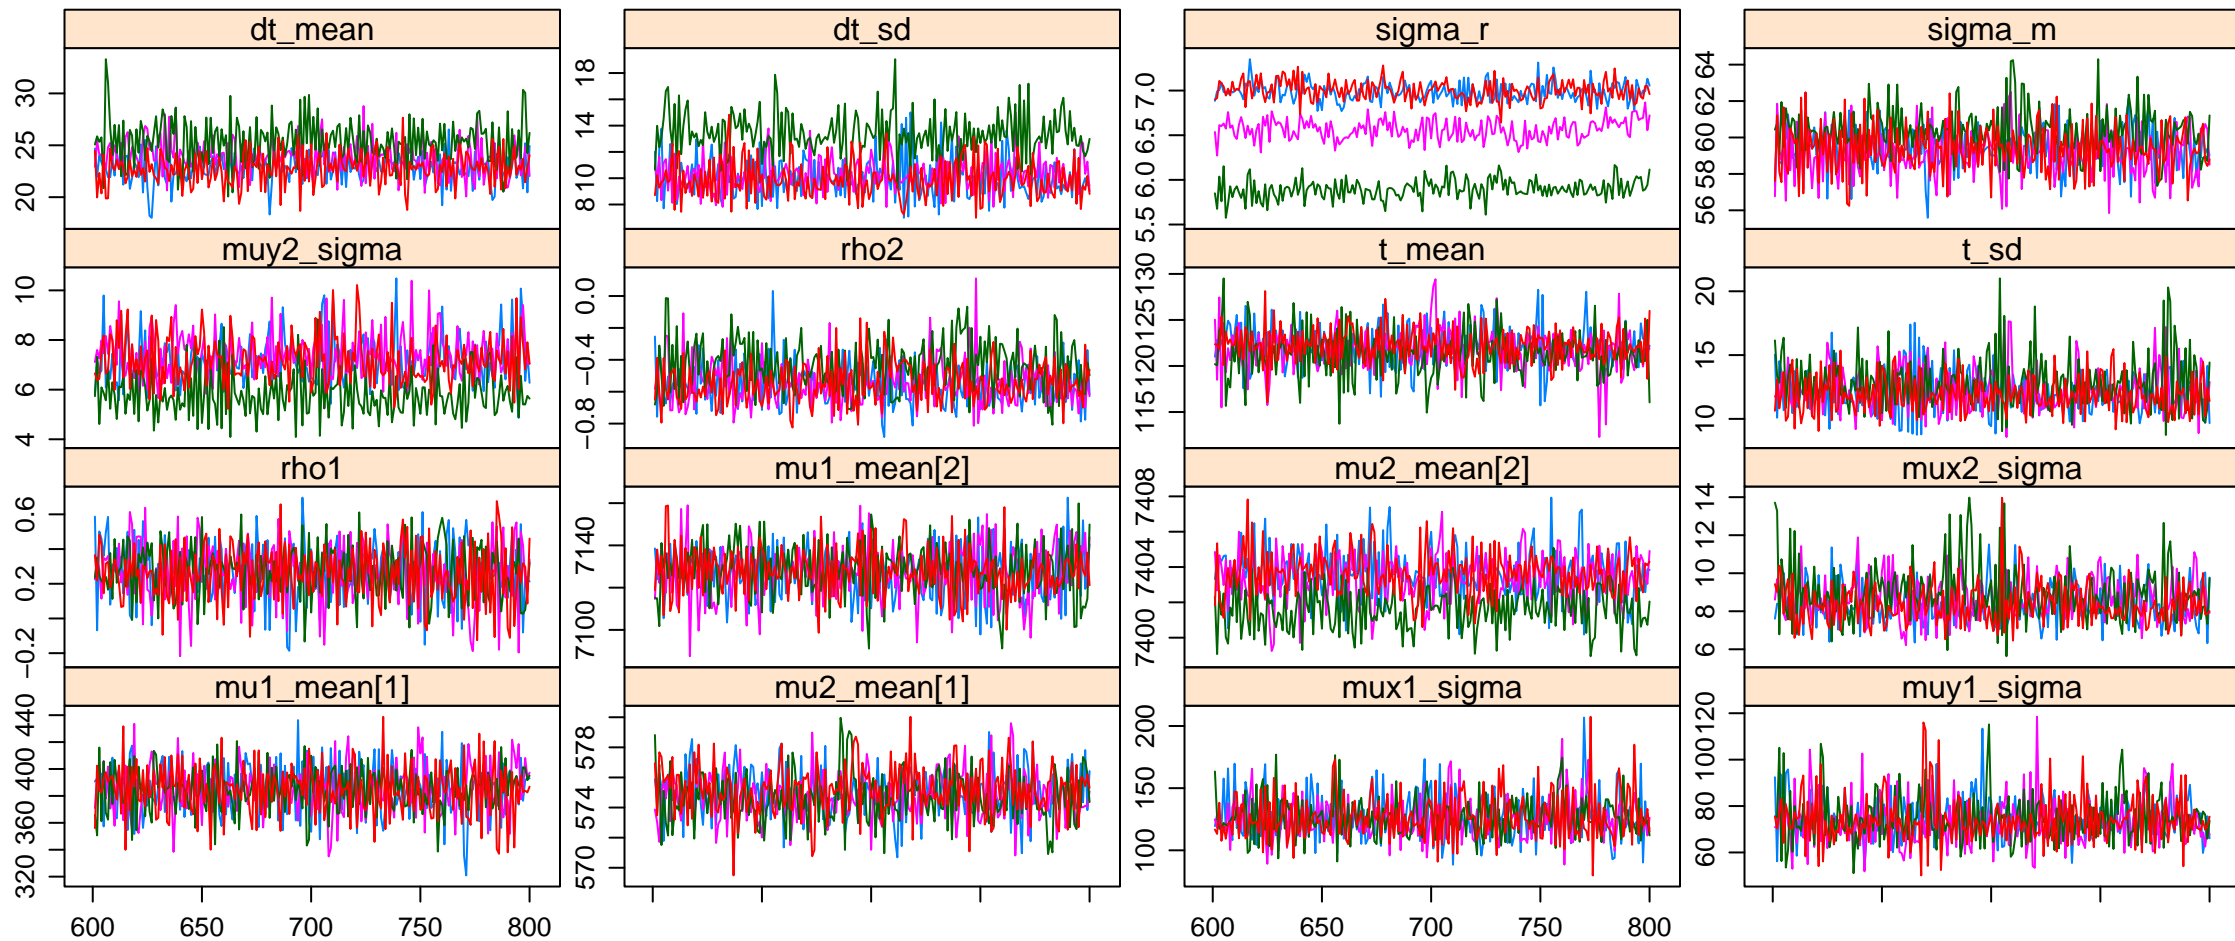 dt_mean
dt_sd
sigma_r
sigma_m
20 25 30
8 10 14 18
5.5 6.0 6.5 7.0
56 58 60 62 64
muy2_sigma
rho2
t_mean
t_sd
4 6 8 10
−0.8 −0.4 0.0
115 120 125 130
10 15 20
rho1
mu1_mean[2]
mu2_mean[2]
mux2_sigma
−0.2 0.2 0.6
7100 7140
7400 7404 7408
6 8 10 12 14
mu1_mean[1]
mu2_mean[1]
mux1_sigma
muy1_sigma
320 360 400 440
570 574 578
100 150 200
60 80 100 120
600 650 700 750 800
600 650 700 750 800